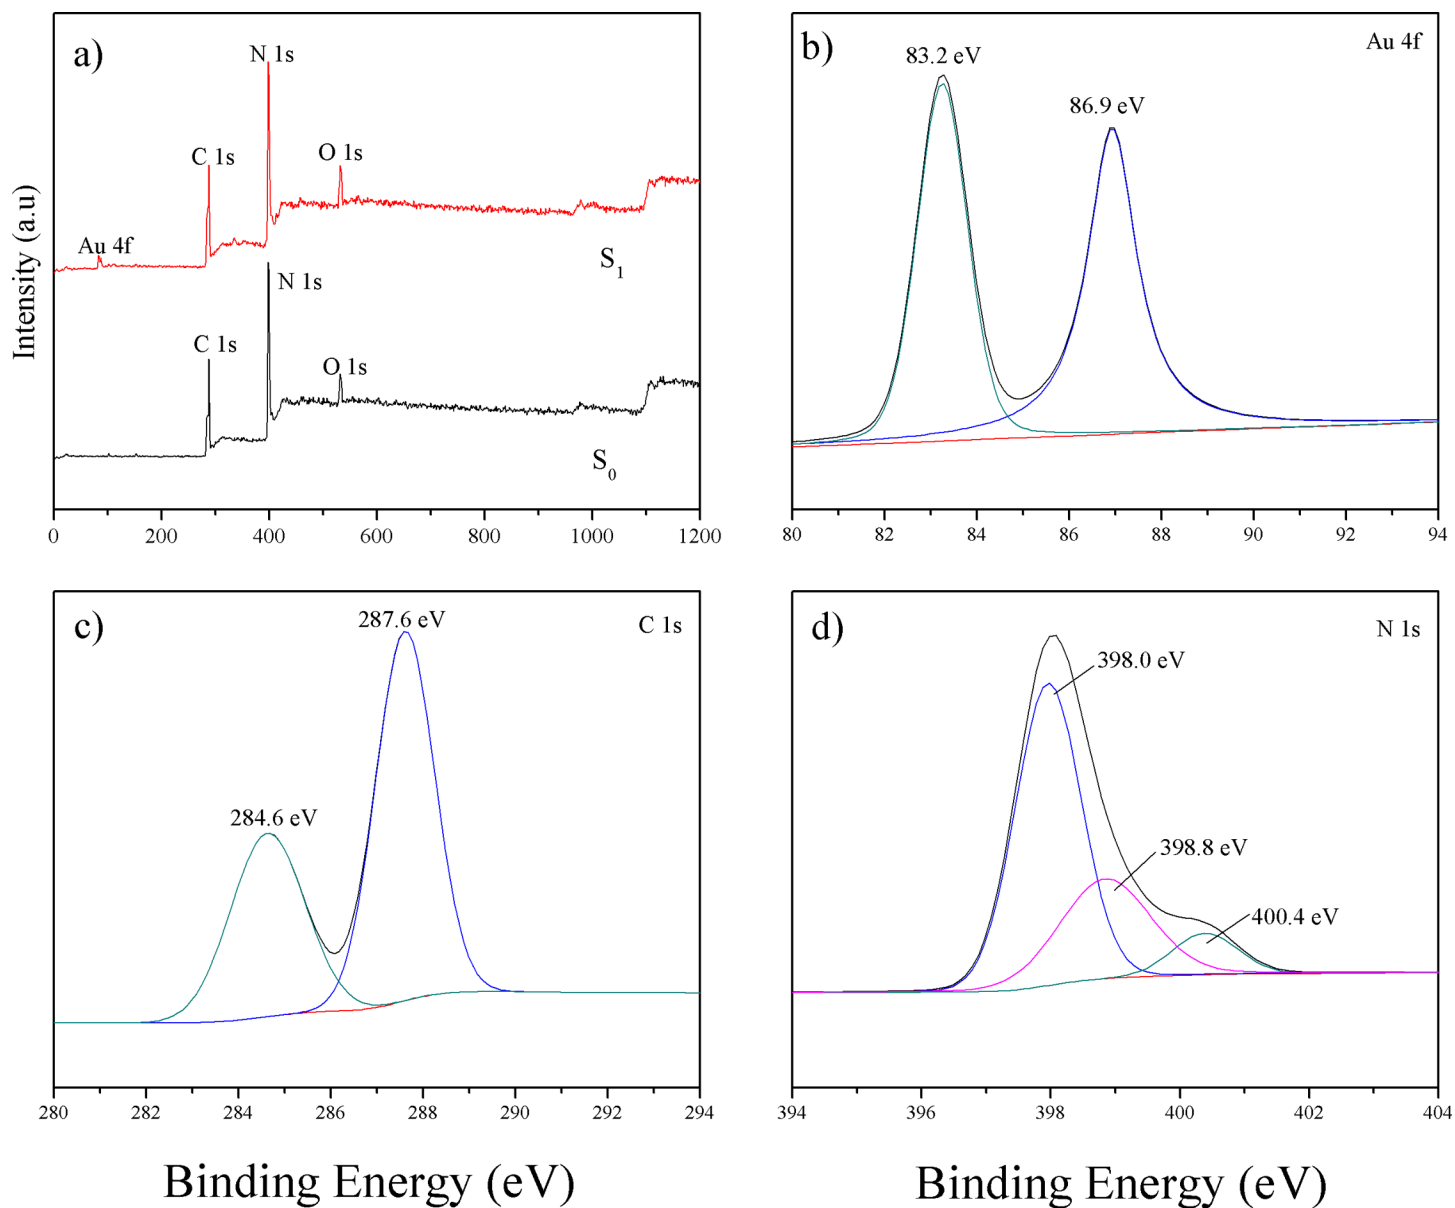 a)
N 1s
C 1s
O 1s
Au 4f
S1
N 1s
C 1s
O 1s
S0
Intensity (a.u)
0 200 400 600 800 1000 1200
b)
Au 4f
83.2 eV
86.9 eV
80 82 84 86 88 90 92 94
c)
C 1s
287.6 eV
284.6 eV
280 282 284 286 288 290 292 294
Binding Energy (eV)
d)
N 1s
398.0 eV
398.8 eV
400.4 eV
394 396 398 400 402 404
Binding Energy (eV)